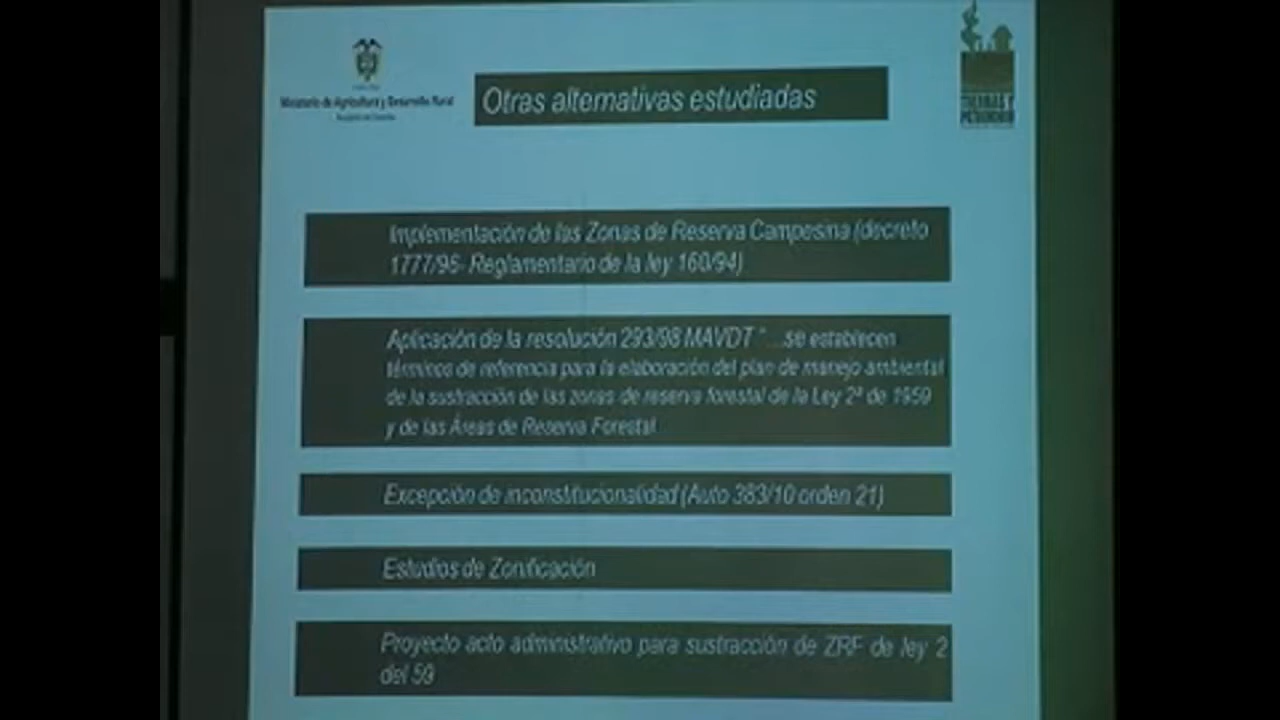 Ministerio de Agricultura y Desarrollo Rural
Otras alternativas estudiadas
TIERRAS Y
Implementación de las Zonas de Reserva Campesina (decreto
1777/96- Reglamentario de la ley 160/94)
Aplicación de la resolución 293/98 MAVDT "...se establecen
términos de referencia para la elaboración del plan de manejo ambiental
de la sustracción de las zonas de reserva forestal de la Ley 2ª de 1959
y de las Áreas de Reserva Forestal
Excepción de inconstitucionalidad (Auto 383/10 orden 21)
Estudios de Zonificación
Proyecto acto administrativo para sustracción de ZRF de ley 2
del 59